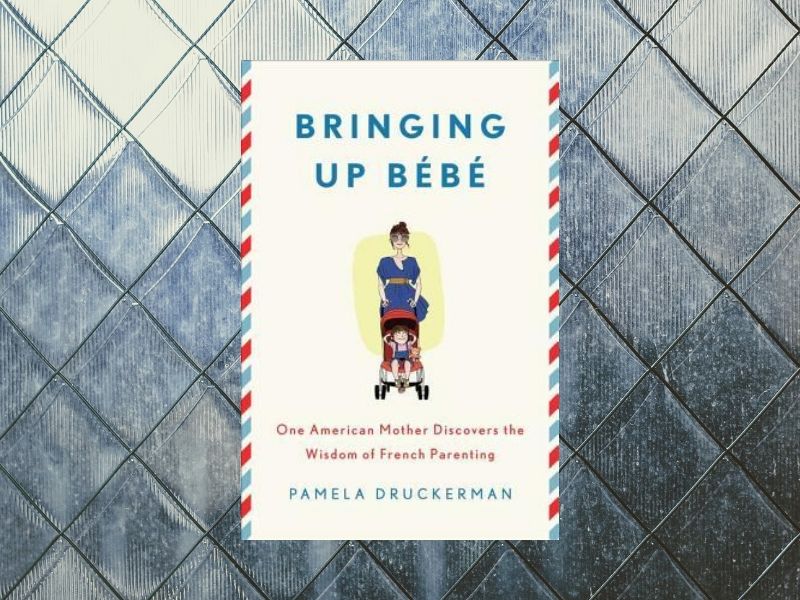 BRINGING
UP BÉBÉ
One American Mother Discovers the
Wisdom of French Parenting
PAMELA DRUCKERMAN